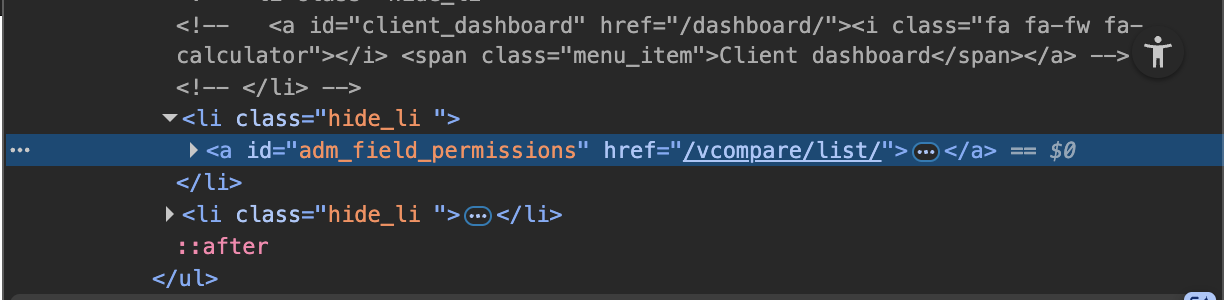 <!--   <a id="client_dashboard" href="/dashboard/"><i class="fa fa-fw fa-
calculator"></i> <span class="menu_item">Client dashboard</span></a> -->
<!-- </li> -->
<li class="hide_li ">
<a id="adm_field_permissions" href="/vcompare/list/">…</a> == $0
</li>
<li class="hide_li ">…</li>
::after
</ul>